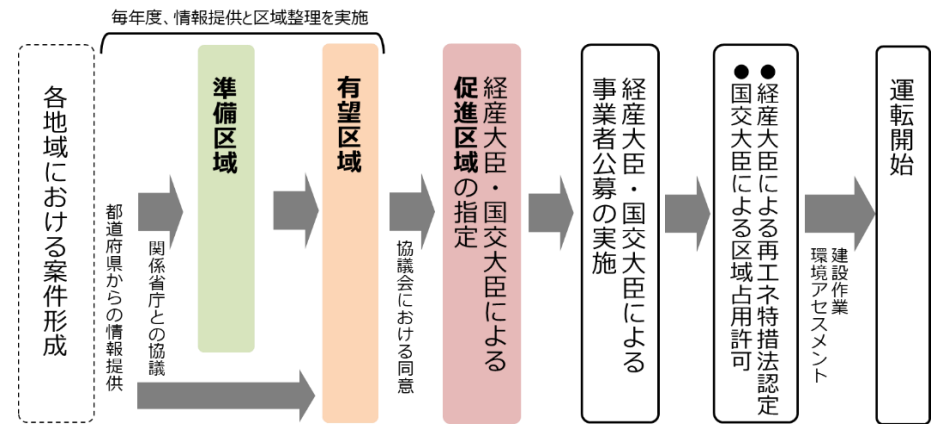 毎年度、情報提供と区域整理を実施
各地域における案件形成
都道府県からの情報提供
関係省庁との協議
準備区域
有望区域
協議会における同意
経産大臣・国交大臣による
促進区域の指定
経産大臣・国交大臣による
事業者公募の実施
●経産大臣による再エネ特措法認定
●国交大臣による区域占用許可
建設作業
環境アセスメント
運転開始